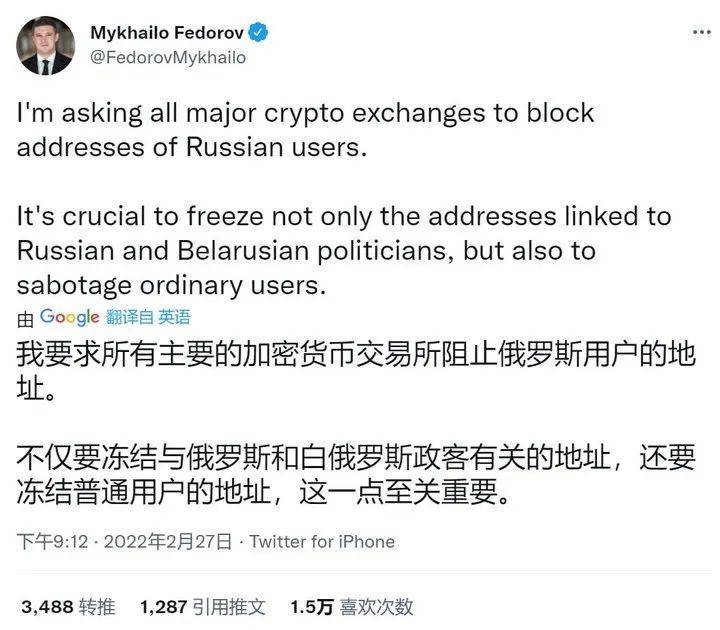 Mykhailo Fedorov
@FedorovMykhailo
I'm asking all major crypto exchanges to block
addresses of Russian users.
It's crucial to freeze not only the addresses linked to
Russian and Belarusian politicians, but also to
sabotage ordinary users.
由 Google 翻译自 英语
我要求所有主要的加密货币交易所阻止俄罗斯用户的地
址。
不仅要冻结与俄罗斯和白俄罗斯政客有关的地址，还要
冻结普通用户的地址，这一点至关重要。
下午9:12 · 2022年2月27日 · Twitter for iPhone
3,488 转推 1,287 引用推文 1.5万 喜欢次数